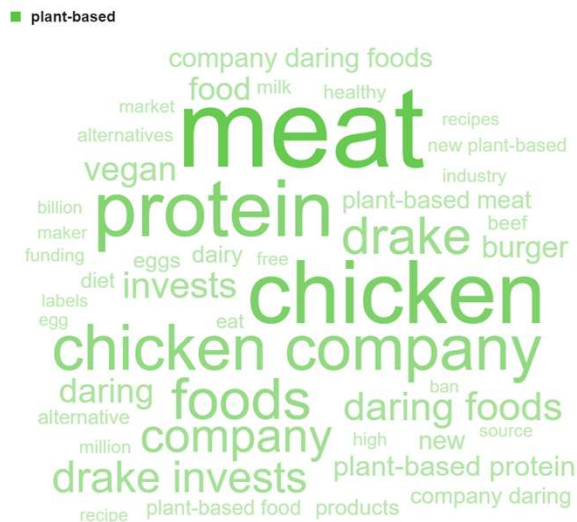 plant-based
company daring foods
food milk healthy
market meat recipes
alternatives new plant-based
vegan industry
billion protein plant-based meat
maker drake beef
funding eggs dairy free burger
diet invests chicken
labels
egg eat
chicken company
daring foods ban
alternative daring foods
million company high new source
drake invests plant-based protein
recipe plant-based food products company daring